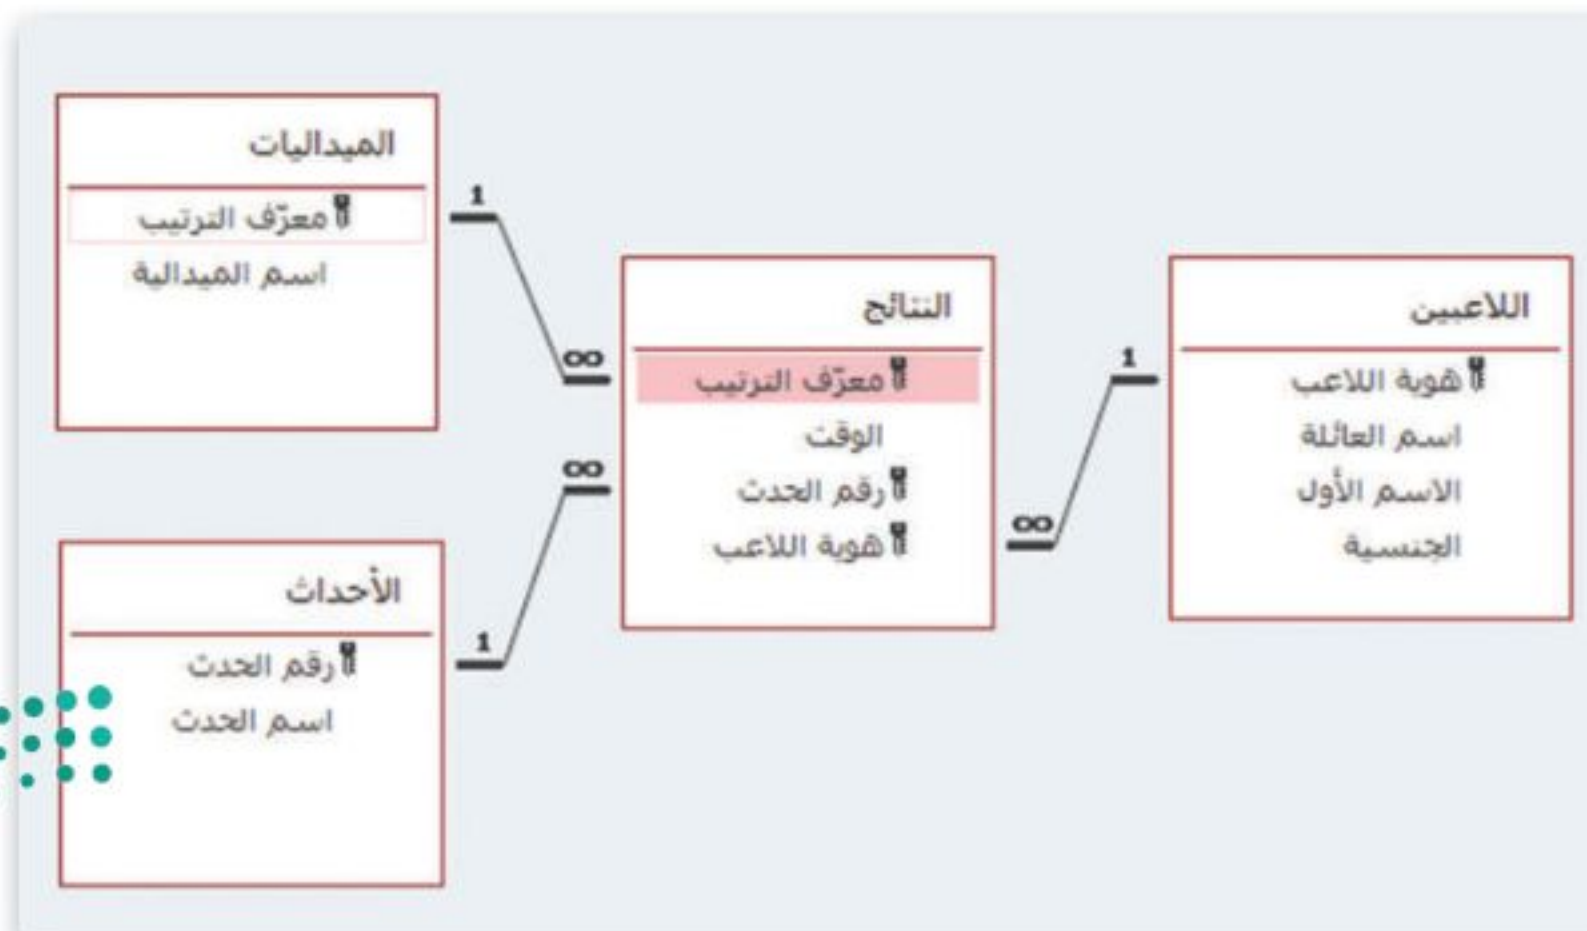 الميداليات
معرّف الترتيب
اسم الميدالية
1
∞
اللاعبين
هوية اللاعب
اسم العائلة
الاسم الأول
الجنسية
1
∞
النتائج
معرّف الترتيب
الوقت
رقم الحدث
هوية اللاعب
∞
1
الأحداث
رقم الحدث
اسم الحدث